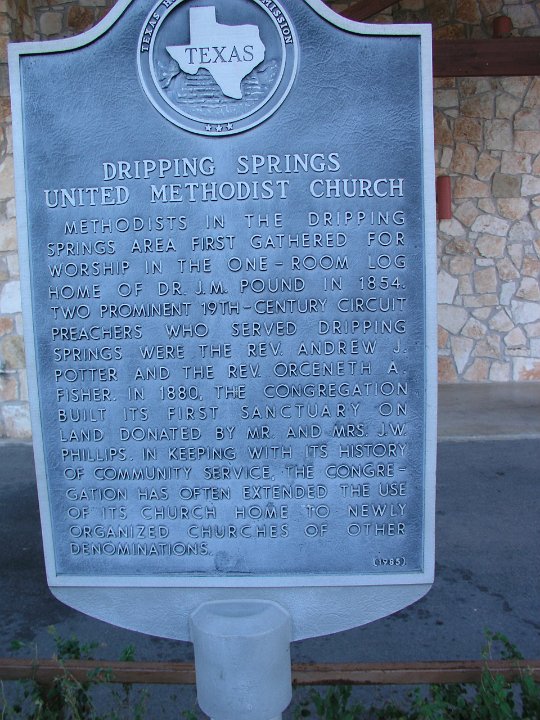 TEXAS HISTORICAL COMMISSION
TEXAS
DRIPPING SPRINGS
UNITED METHODIST CHURCH
METHODISTS IN THE DRIPPING
SPRINGS AREA FIRST GATHERED FOR
WORSHIP IN THE ONE-ROOM LOG
HOME OF DR. J.M. POUND IN 1854.
TWO PROMINENT 19TH-CENTURY CIRCUIT
PREACHERS WHO SERVED DRIPPING
SPRINGS WERE THE REV. ANDREW J.
POTTER AND THE REV. ORCENETH A.
FISHER. IN 1880, THE CONGREGATION
BUILT ITS FIRST SANCTUARY ON
LAND DONATED BY MR. AND MRS. J.W.
PHILLIPS. IN KEEPING WITH ITS HISTORY
OF COMMUNITY SERVICE, THE CONGRE-
GATION HAS OFTEN EXTENDED THE USE
OF ITS CHURCH HOME TO NEWLY
ORGANIZED CHURCHES OF OTHER
DENOMINATIONS.
(1985)